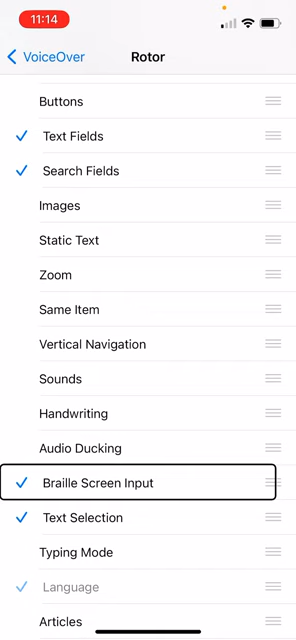 11:14
VoiceOver
Rotor
Buttons
Text Fields
Search Fields
Images
Static Text
Zoom
Same Item
Vertical Navigation
Sounds
Handwriting
Audio Ducking
Braille Screen Input
Text Selection
Typing Mode
Language
Articles